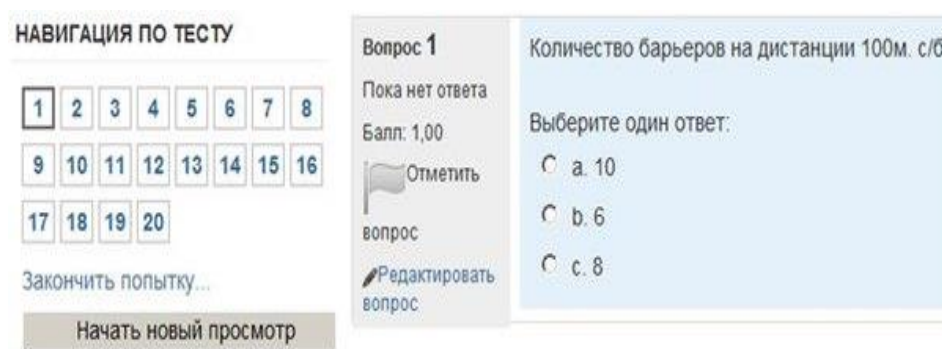 НАВИГАЦИЯ ПО ТЕСТУ
1 2 3 4 5 6 7 8
9 10 11 12 13 14 15 16
17 18 19 20
Закончить попытку...
Начать новый просмотр
Вопрос 1
Пока нет ответа
Балл: 1,00
Отметить
вопрос
Редактировать
вопрос
Количество барьеров на дистанции 100м. с/б
Выберите один ответ:
a. 10
b. 6
c. 8